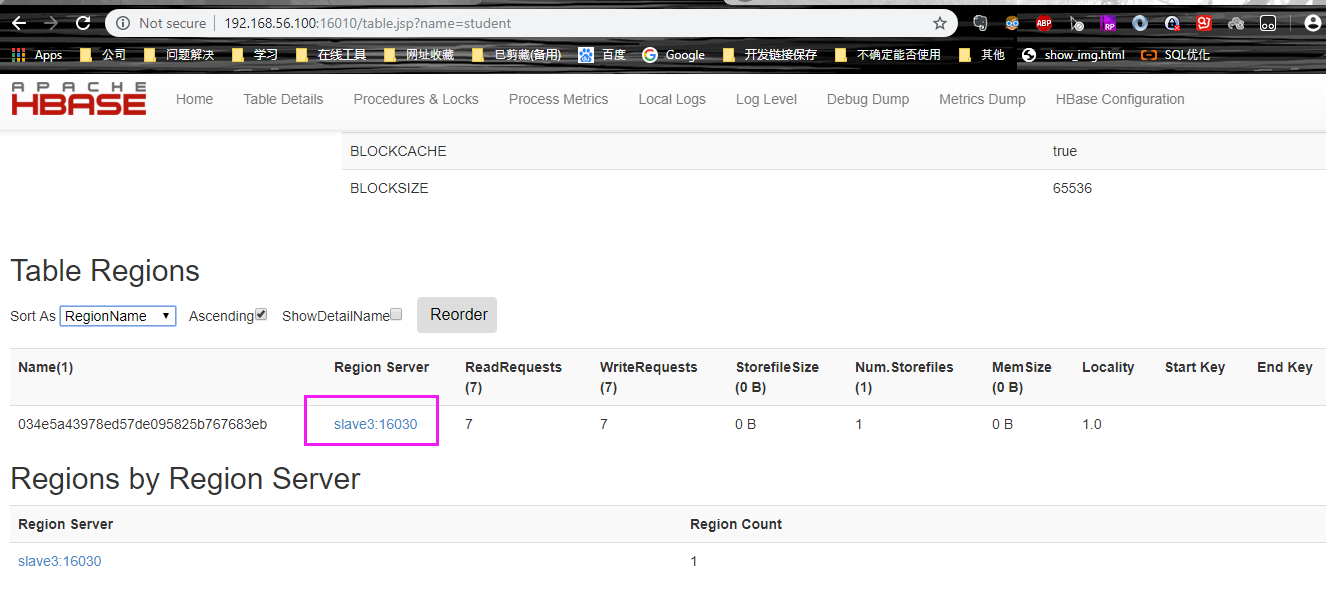 Not secure 192.168.56.100:16010/table.jsp?name=student
ABP RP
Apps 公司 问题解决 学习 在线工具 网址收藏 已剪藏(备用) 百度 Google 开发链接保存 不确定能否使用 其他 show_img.html SQL优化
APACHE
HBASE
Home Table Details Procedures & Locks Process Metrics Local Logs Log Level Debug Dump Metrics Dump HBase Configuration
BLOCKCACHE true
BLOCKSIZE 65536
Table Regions
Sort As RegionName Ascending ShowDetailName Reorder
Name(1) Region Server ReadRequests WriteRequests StorefileSize Num.Storefiles MemSize Locality Start Key End Key
(7) (7) (0 B) (1) (0 B)
034e5a43978ed57de095825b767683eb slave3:16030 7 7 0 B 1 0 B 1.0
Regions by Region Server
Region Server Region Count
slave3:16030 1